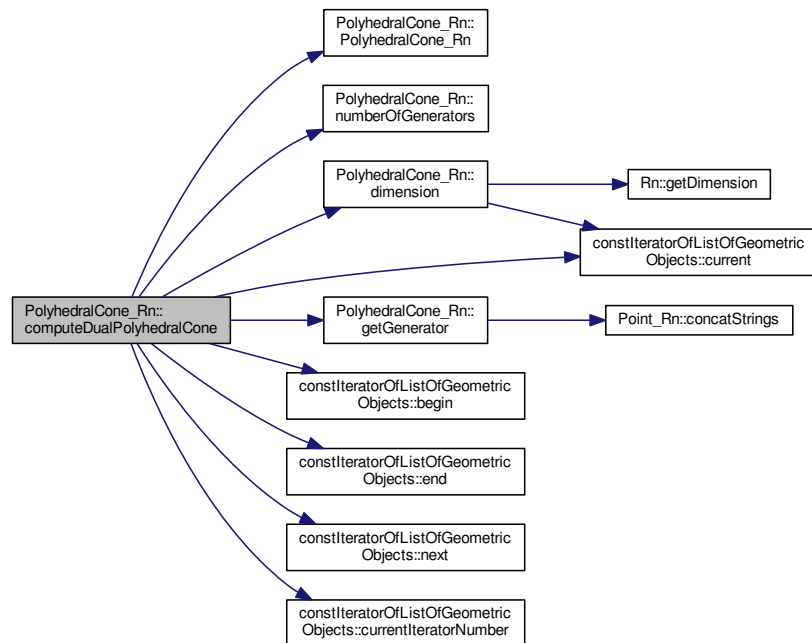 PolyhedralCone_Rn::
PolyhedralCone_Rn
PolyhedralCone_Rn::
numberOfGenerators
PolyhedralCone_Rn::
dimension
Rn::getDimension
constIteratorOfListOfGeometric
Objects::current
PolyhedralCone_Rn::
computeDualPolyhedralCone
PolyhedralCone_Rn::
getGenerator
Point_Rn::concatStrings
constIteratorOfListOfGeometric
Objects::begin
constIteratorOfListOfGeometric
Objects::end
constIteratorOfListOfGeometric
Objects::next
constIteratorOfListOfGeometric
Objects::currentIteratorNumber